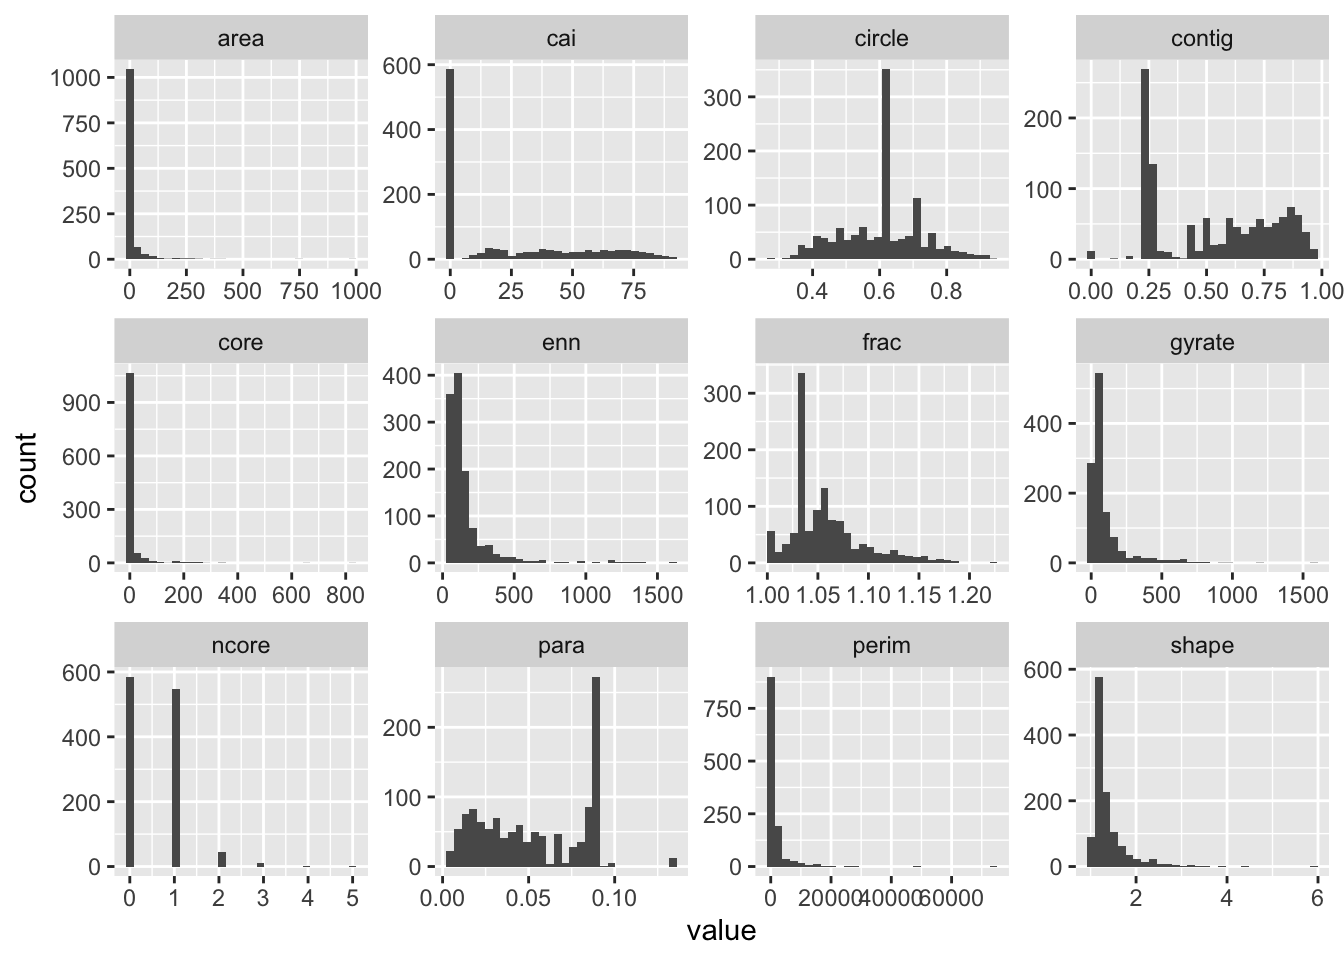 area cai circle contig
1000 750 500 250 0
600 400 200 0
300 200 100 0
200 100 0
0 250 500 750 1000
0 25 50 75
0.4 0.6 0.8
0.00 0.25 0.50 0.75 1.00
core enn frac gyrate
900 600 300 0
400 300 200 100 0
300 200 100 0
400 200 0
0 200 400 600 800
0 500 1000 1500
1.00 1.05 1.10 1.15 1.20
0 500 1000 1500
count
ncore para perim shape
600 400 200 0
200 100 0
750 500 250 0
600 400 200 0
0 1 2 3 4 5
0.00 0.05 0.10
0 20000 40000 60000
2 4 6
value